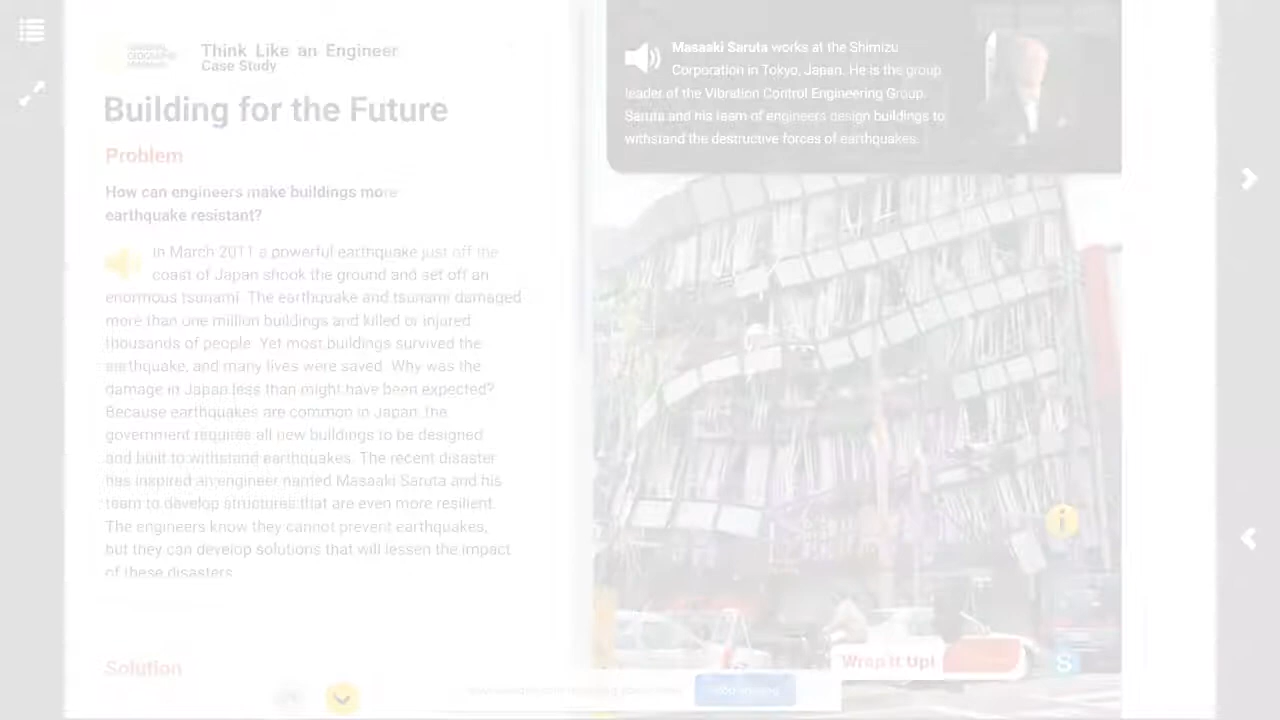 Think Like an Engineer
Case Study
Building for the Future
Problem
How can engineers make buildings more
earthquake resistant?
In March 2011 a powerful earthquake just off the
coast of Japan shook the ground and set off an
enormous tsunami. The earthquake and tsunami damaged
more than one million buildings and killed or injured
thousands of people. Yet most buildings survived the
earthquake, and many lives were saved. Why was the
damage in Japan less than might have been expected?
Because earthquakes are common in Japan, the
government requires all new buildings to be designed
and built to withstand earthquakes. The recent disaster
has inspired an engineer named Masaaki Saruta and his
team to develop structures that are even more resilient.
The engineers know they cannot prevent earthquakes,
but they can develop solutions that will lessen the impact
of these disasters.
Solution
Masaaki Saruta works at the Shimizu
Corporation in Tokyo, Japan. He is the group
leader of the Vibration Control Engineering Group.
Saruta and his team of engineers design buildings to
withstand the destructive forces of earthquakes.
i
Wrap It Up!
S